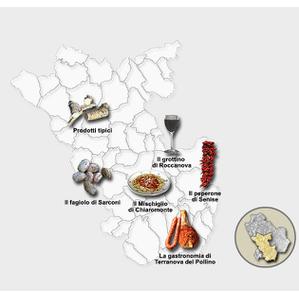 Prodotti tipici
Il grottino
di Roccanova
Il peperone
di Senise
Il fagiolo di Sarconi
Il Mischiglio
di Chiaromonte
La gastronomia di
Terranova del Pollino